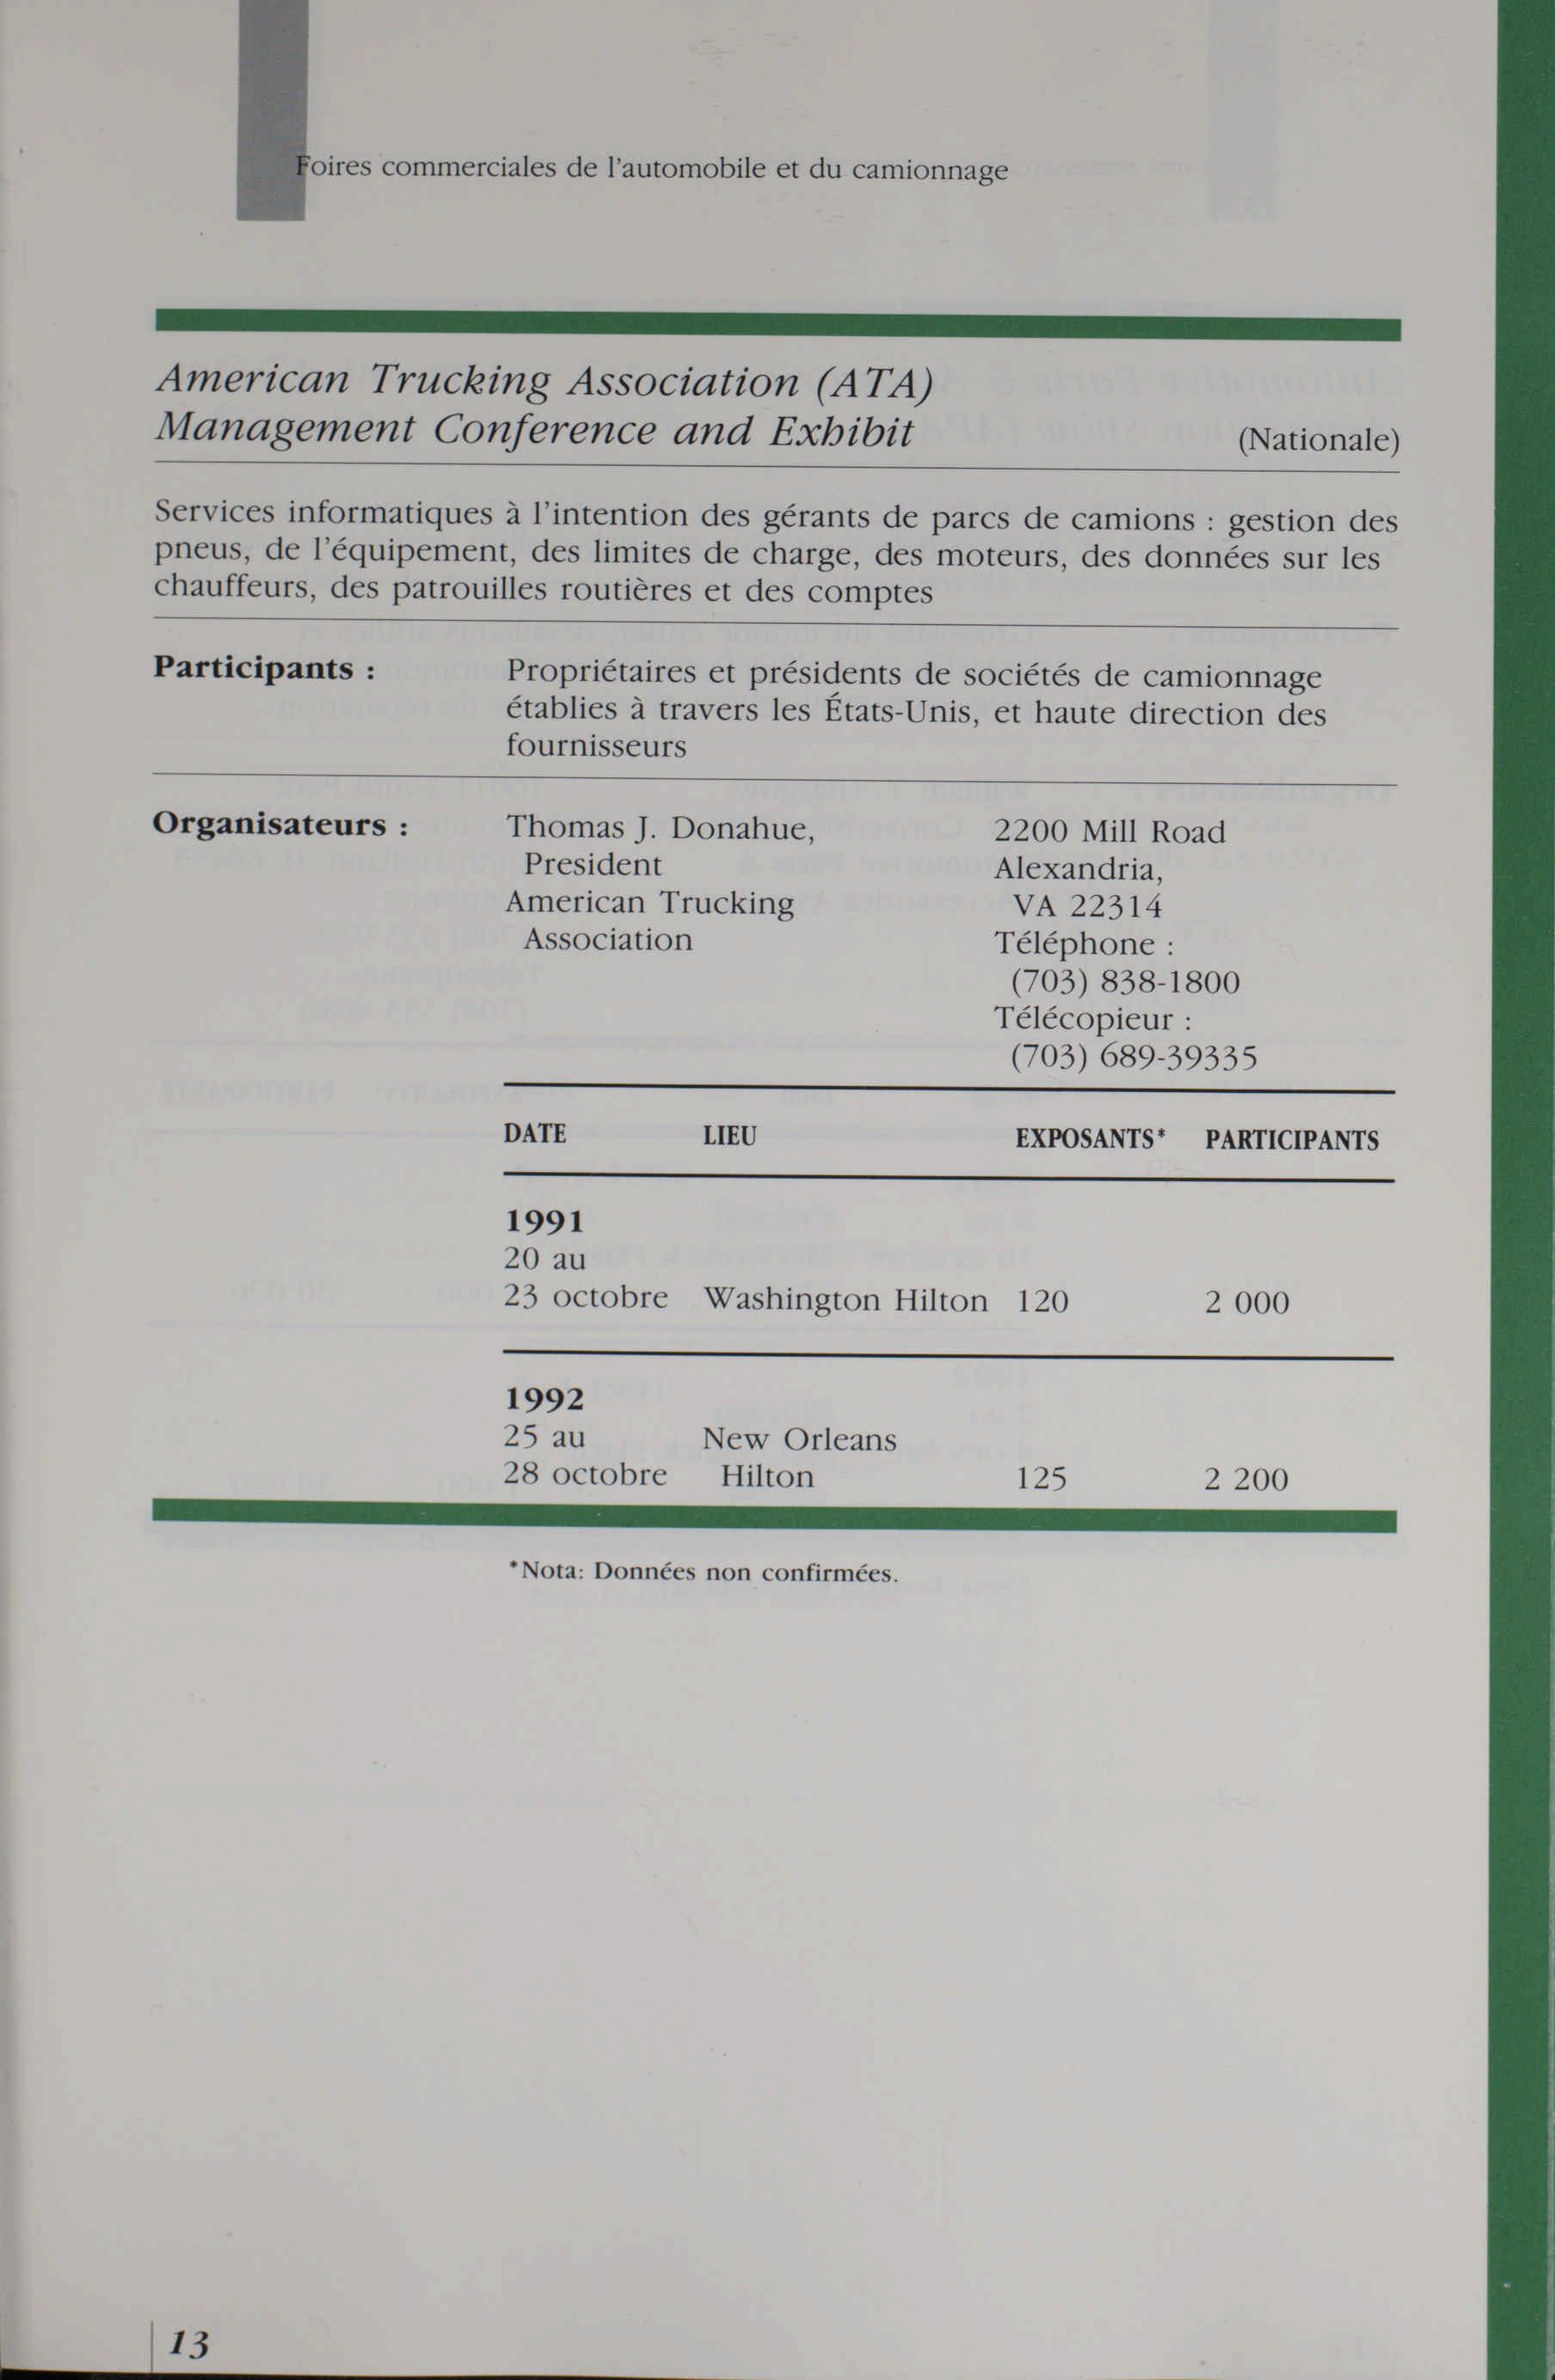 Foires commerciales de l'automobile et du camionnage
American Trucking Association (ATA)
Management Conference and Exhibit (Nationale)
Services informatiques à l'intention des gérants de parcs de camions : gestion des
pneus, de l'équipement, des limites de charge, des moteurs, des données sur les
chauffeurs, des patrouilles routières et des comptes
Participants : Propriétaires et présidents de sociétés de camionnage
établies à travers les États-Unis, et haute direction des
fournisseurs
Organisateurs : Thomas J. Donahue,
President
American Trucking
Association
2200 Mill Road
Alexandria,
VA 22314
Téléphone :
(703) 838-1800
Télécopieur :
(703) 689-39335
DATE LIEU EXPOSANTS* PARTICIPANTS
1991
20 au
23 octobre Washington Hilton 120 2 000
1992
25 au New Orleans
28 octobre Hilton 125 2 200
*Nota: Données non confirmées.
13